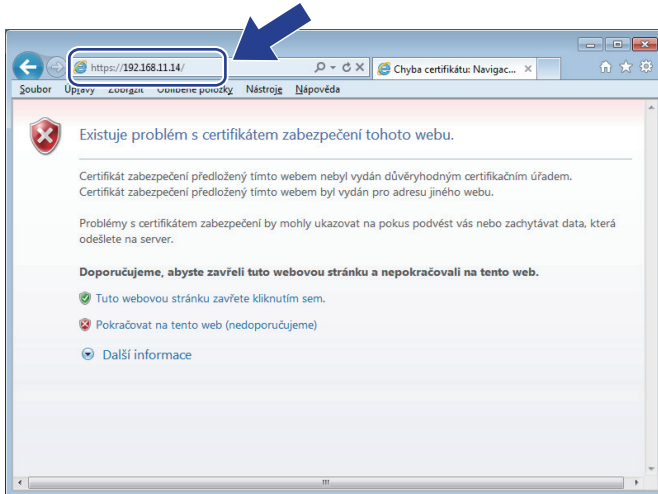 https://192.168.11.14/
Chyba certifikátu: Navigac...
Soubor Úpravy Zobrazit Oblíbené položky Nástroje Nápověda
Existuje problém s certifikátem zabezpečení tohoto webu.
Certifikát zabezpečení předložený tímto webem nebyl vydán důvěryhodným certifikačním úřadem.
Certifikát zabezpečení předložený tímto webem byl vydán pro adresu jiného webu.
Problémy s certifikátem zabezpečení by mohly ukazovat na pokus podvést vás nebo zachytávat data, která
odešlete na server.
Doporučujeme, abyste zavřeli tuto webovou stránku a nepokračovali na tento web.
Tuto webovou stránku zavřete kliknutím sem.
Pokračovat na tento web (nedoporučujeme)
Další informace